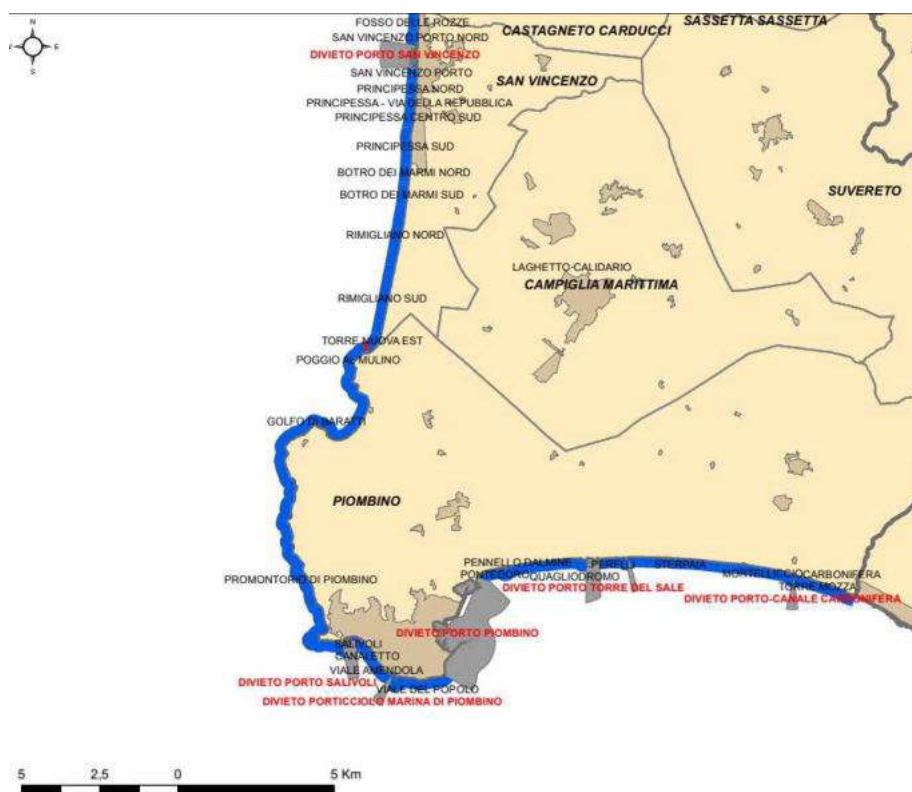 FOSSO DELLE ROZZE
SASSETTA SASSETTA
N
CASTAGNETO CARDUCCI
SAN VINCENZO PORTO NORD
E
DIVIETO PORTO SAN VINCENZO
S
SAN VINCENZO PORTO
SAN VINCENZO
PRINCIPESSA NORD
PRINCIPESSA - VIA DELLA REPUBBLICA
PRINCIPESSA CENTRO SUD
PRINCIPESSA SUD
BOTRO DEI MARMI NORD
BOTRO DEI MARMI SUD
SUVERETO
RIMIGLIANO NORD
LAGHETTO-CALIDARIO
CAMPIGLIA MARITTIMA
RIMIGLIANO SUD
TORRE NUOVA EST
POGGIO AL MULINO
GOLFO DI BARATTI
PIOMBINO
PENNELLO DALMINE
PERELLI
STERPAIA
PONTEDORO
QUAGLIODROMO
MORTELLICCIO
CARBONIFERA
PROMONTORIO DI PIOMBINO
DIVIETO PORTO TORRE DEL SALE
TORRE MOZZA
DIVIETO PORTO-CANALE CARBONIFERA
DIVIETO PORTO PIOMBINO
SALIVOLI
CANALETTO
VIALE AMENDOLA
DIVIETO PORTO SALIVOLI
VIALE DEL POPOLO
DIVIETO PORTICCIOLO MARINA DI PIOMBINO
5 2,5 0 5 Km